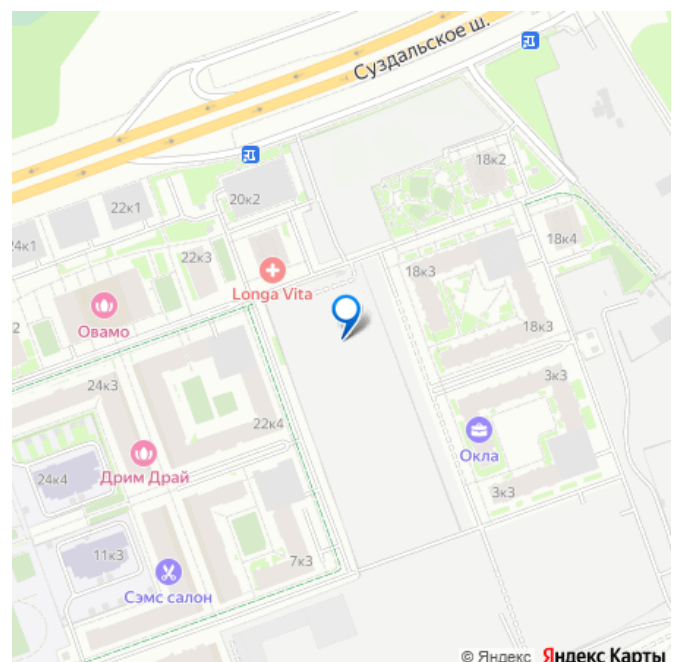 Суздальское ш.
18к2
22к1
20к2
24к1
22к3
18к4
18к3
Longa Vita
Овамо
18к3
24к3
3к3
22к4
Окла
Дрим Драй
24к4
3к3
11к3
7к3
Сэмс салон
© Яндекс Яндекс Карты